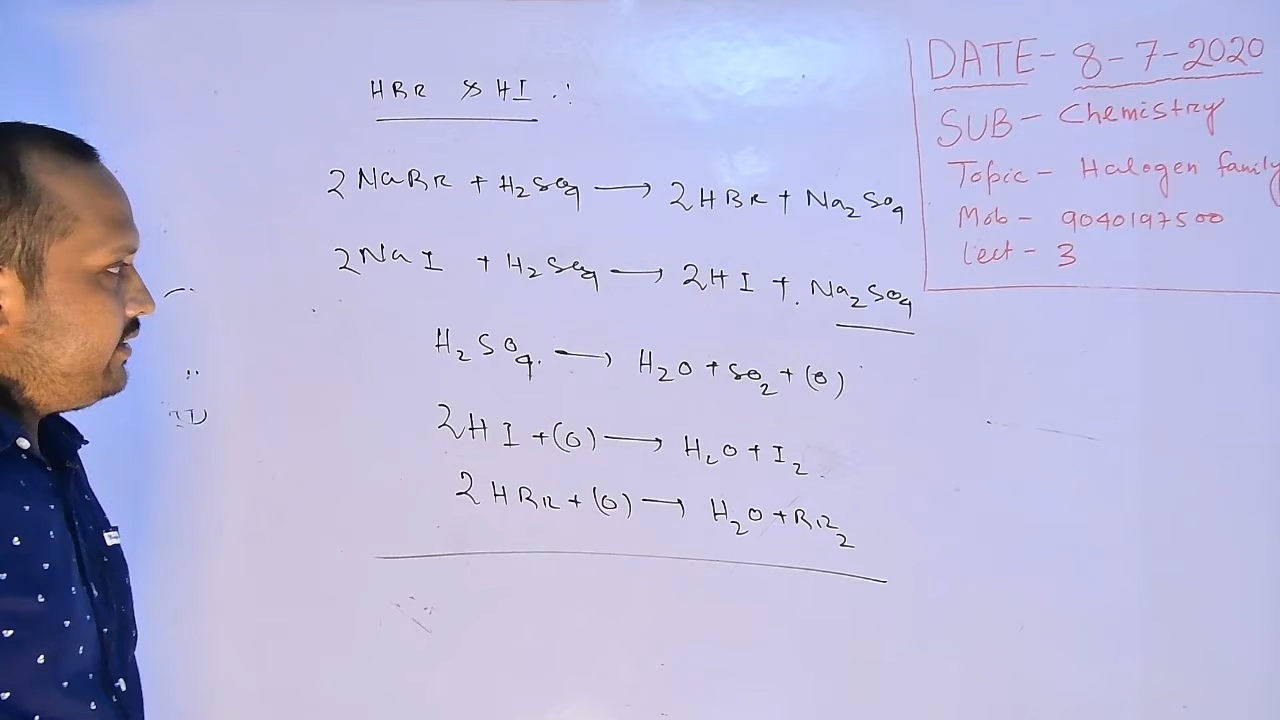 HBr & HI :
2NaBr + H₂SO₄ → 2HBr + Na₂SO₄
2NaI + H₂SO₄ → 2HI + Na₂SO₄
H₂SO₄ → H₂O + SO₂ + (O)
2HI + (O) → H₂O + I₂
2HBr + (O) → H₂O + Br₂
DATE - 8-7-2020
SUB - Chemistry
Topic - Halogen family
Mob - 9040197500
Lect - 3